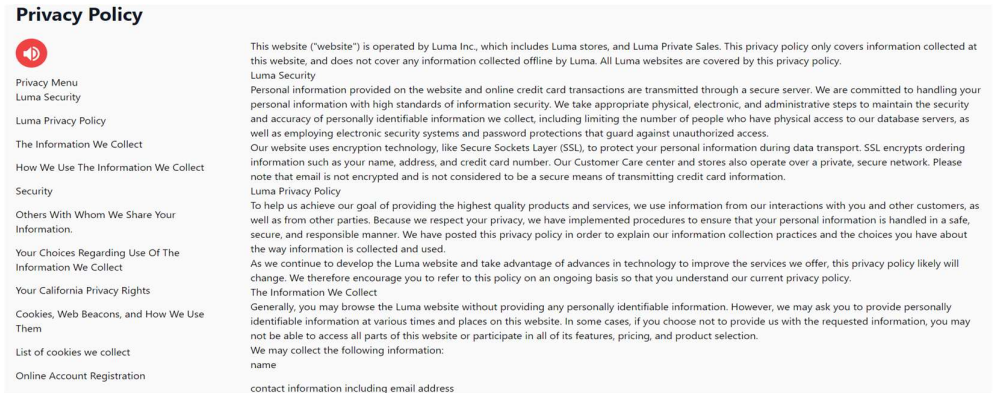 Privacy Policy
Privacy Menu
Luma Security
Luma Privacy Policy
The Information We Collect
How We Use The Information We Collect
Security
Others With Whom We Share Your
Information.
Your Choices Regarding Use Of The
Information We Collect
Your California Privacy Rights
Cookies, Web Beacons, and How We Use
Them
List of cookies we collect
Online Account Registration
This website ("website") is operated by Luma Inc., which includes Luma stores, and Luma Private Sales. This privacy policy only covers information collected at
this website, and does not cover any information collected offline by Luma. All Luma websites are covered by this privacy policy.
Luma Security
Personal information provided on the website and online credit card transactions are transmitted through a secure server. We are committed to handling your
personal information with high standards of information security. We take appropriate physical, electronic, and administrative steps to maintain the security
and accuracy of personally identifiable information we collect, including limiting the number of people who have physical access to our database servers, as
well as employing electronic security systems and password protections that guard against unauthorized access.
Our website uses encryption technology, like Secure Sockets Layer (SSL), to protect your personal information during data transport. SSL encrypts ordering
information such as your name, address, and credit card number. Our Customer Care center and stores also operate over a private, secure network. Please
note that email is not encrypted and is not considered to be a secure means of transmitting credit card information.
Luma Privacy Policy
To help us achieve our goal of providing the highest quality products and services, we use information from our interactions with you and other customers, as
well as from other parties. Because we respect your privacy, we have implemented procedures to ensure that your personal information is handled in a safe,
secure, and responsible manner. We have posted this privacy policy in order to explain our information collection practices and the choices you have about
the way information is collected and used.
As we continue to develop the Luma website and take advantage of advances in technology to improve the services we offer, this privacy policy likely will
change. We therefore encourage you to refer to this policy on an ongoing basis so that you understand our current privacy policy.
The Information We Collect
Generally, you may browse the Luma website without providing any personally identifiable information. However, we may ask you to provide personally
identifiable information at various times and places on this website. In some cases, if you choose not to provide us with the requested information, you may
not be able to access all parts of this website or participate in all of its features, pricing, and product selection.
We may collect the following information:
name
contact information including email address